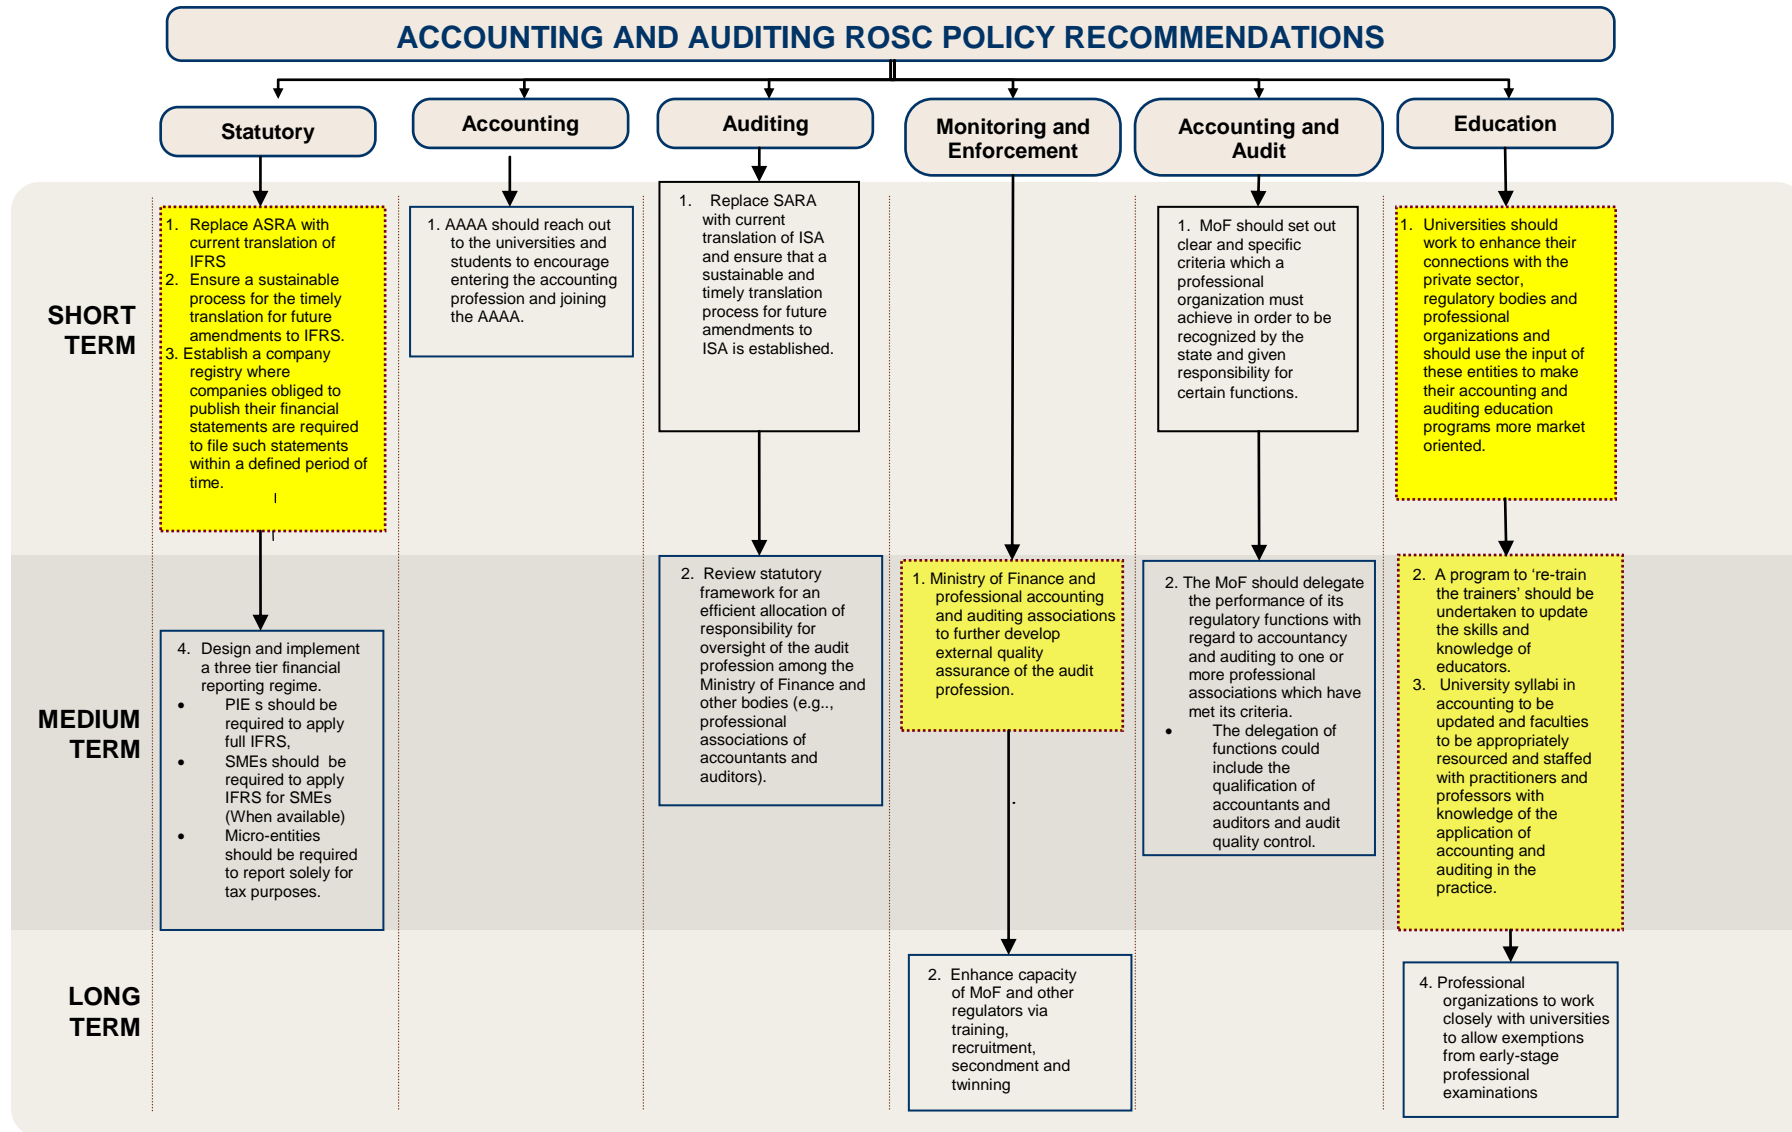 ACCOUNTING AND AUDITING ROSC POLICY RECOMMENDATIONS
Statutory
Accounting
Auditing
Monitoring and
Enforcement
Accounting and
Audit
Education
SHORT
TERM
1. Replace ASRA with
current translation of
IFRS
2. Ensure a sustainable
process for the timely
translation for future
amendments to IFRS.
3. Establish a company
registry where
companies obliged to
publish their financial
statements are required
to file such statements
within a defined period of
time.
1. AAAA should reach out
to the universities and
students to encourage
entering the accounting
profession and joining
the AAAA.
1. Replace SARA
with current
translation of ISA
and ensure that a
sustainable and
timely translation
process for future
amendments to
ISA is established.
1. MoF should set out
clear and specific
criteria which a
professional
organization must
achieve in order to be
recognized by the
state and given
responsibility for
certain functions.
1. Universities should
work to enhance their
connections with the
private sector,
regulatory bodies and
professional
organizations and
should use the input of
these entities to make
their accounting and
auditing education
programs more market
oriented.
MEDIUM
TERM
4. Design and implement
a three tier financial
reporting regime.
• PIE s should be
required to apply
full IFRS,
• SMEs should be
required to apply
IFRS for SMEs
(When available)
• Micro-entities
should be required
to report solely for
tax purposes.
2. Review statutory
framework for an
efficient allocation of
responsibility for
oversight of the audit
profession among the
Ministry of Finance and
other bodies (e.g..,
professional
associations of
accountants and
auditors).
1. Ministry of Finance and
professional accounting
and auditing associations
to further develop
external quality
assurance of the audit
profession.
2. The MoF should delegate
the performance of its
regulatory functions with
regard to accountancy
and auditing to one or
more professional
associations which have
met its criteria.
• The delegation of
functions could
include the
qualification of
accountants and
auditors and audit
quality control.
2. A program to ‘re-train
the trainers’ should be
undertaken to update
the skills and
knowledge of
educators.
3. University syllabi in
accounting to be
updated and faculties
to be appropriately
resourced and staffed
with practitioners and
professors with
knowledge of the
application of
accounting and
auditing in the
practice.
LONG
TERM
2. Enhance capacity
of MoF and other
regulators via
training,
recruitment,
secondment and
twinning
4. Professional
organizations to work
closely with universities
to allow exemptions
from early-stage
professional
examinations